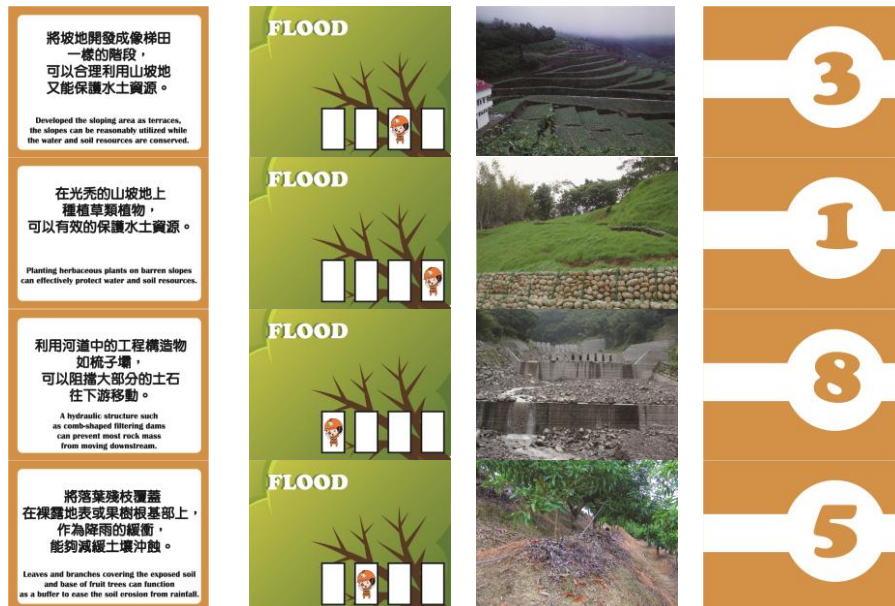 將坡地開發成像梯田
一樣的階段，
可以合理利用山坡地
又能保護水土資源。
Developed the sloping area as terraces,
the slopes can be reasonably utilized while
the water and soil resources are conserved.
FLOOD
3
在光禿的山坡地上
種植草類植物，
可以有效的保護水土資源。
Planting herbaceous plants on barren slopes
can effectively protect water and soil resources.
FLOOD
1
利用河道中的工程構造物
如梳子壩，
可以阻擋大部分的土石
往下游移動。
A hydraulic structure such
as comb-shaped filtering dams
can prevent most rock mass
from moving downstream.
FLOOD
8
將落葉殘枝覆蓋
在裸露地表或果樹根基部上，
作為降雨的緩衝，
能夠減緩土壤沖蝕。
Leaves and branches covering the exposed soil
and base of fruit trees can function
as a buffer to ease the soil erosion from rainfall.
FLOOD
5